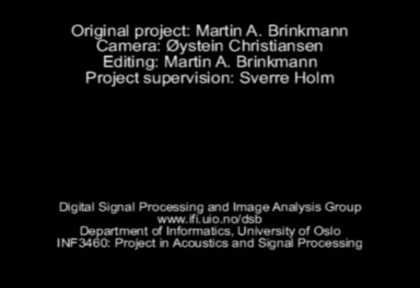 Original project: Martin A. Brinkmann
Camera: Øystein Christiansen
Editing: Martin A. Brinkmann
Project supervision: Sverre Holm
Digital Signal Processing and Image Analysis Group
www.ifi.uio.no/dsb
Department of Informatics, University of Oslo
INF3460: Project in Acoustics and Signal Processing